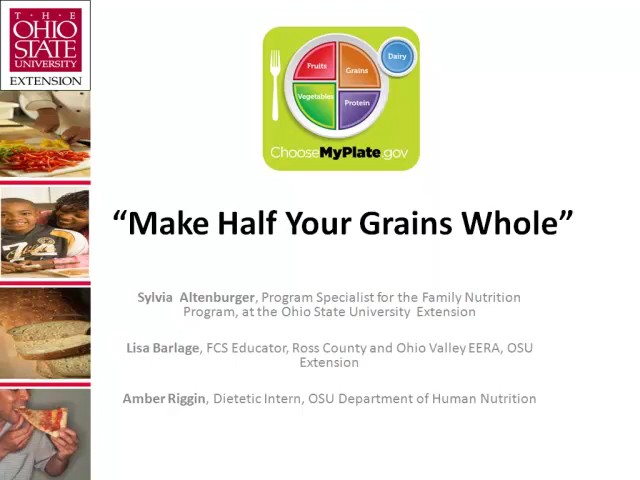 T · H · E
OHIO
STATE
UNIVERSITY
EXTENSION
Fruits
Grains
Dairy
Vegetables
Protein
ChooseMyPlate.gov
“Make Half Your Grains Whole”
Sylvia Altenburger, Program Specialist for the Family Nutrition
Program, at the Ohio State University Extension
Lisa Barlage, FCS Educator, Ross County and Ohio Valley EERA, OSU
Extension
Amber Riggin, Dietetic Intern, OSU Department of Human Nutrition
74